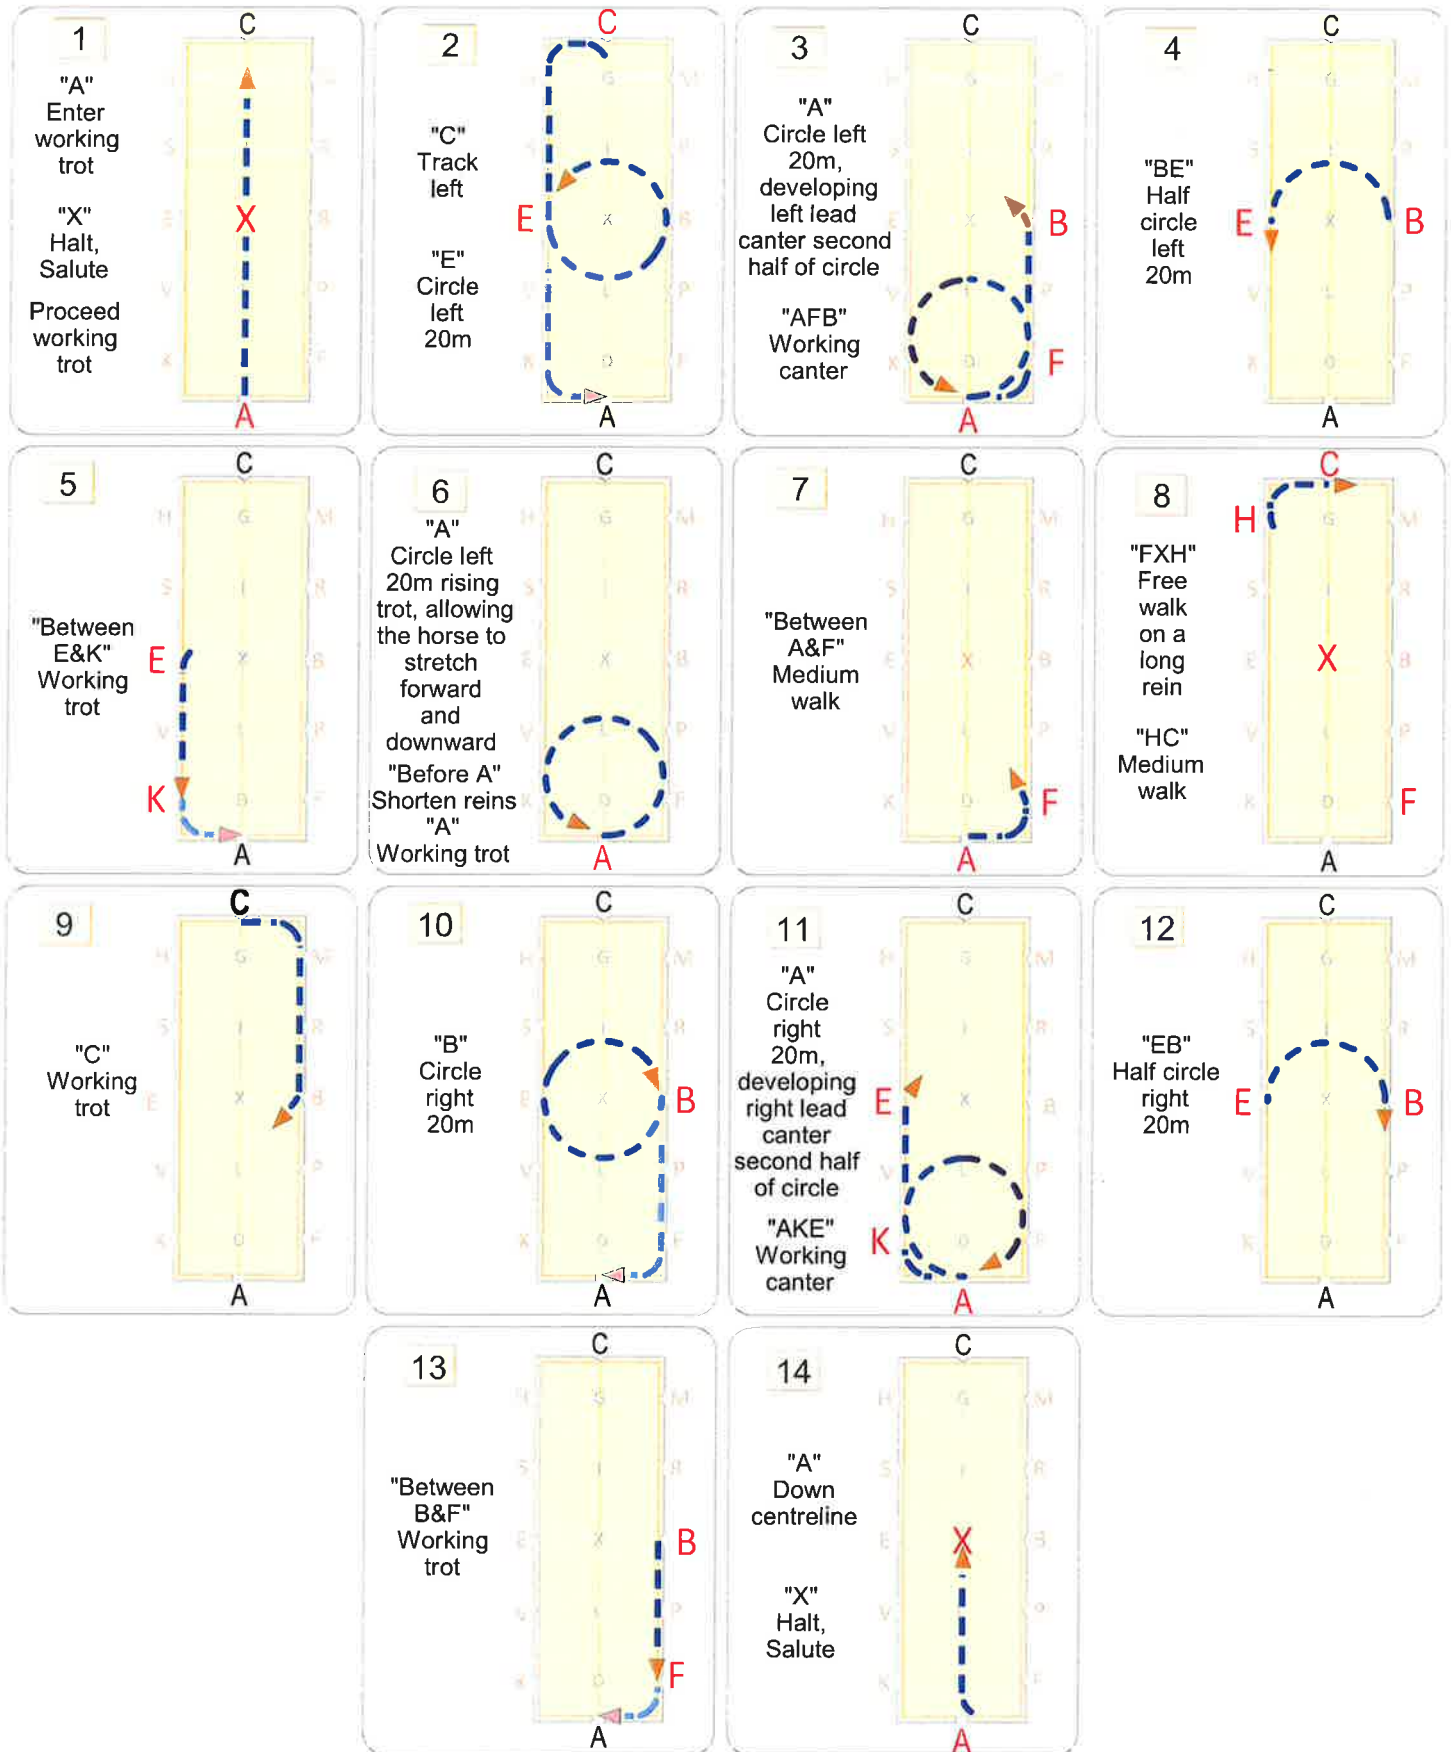 1
"A"
Enter
working
trot
"X"
Halt,
Salute
Proceed
working
trot
C
X
A
2
"C"
Track
left
"E"
Circle
left
20m
C
G
M
E
X
B
P
K
D
F
A
3
"A"
Circle left
20m,
developing
left lead
canter second
half of circle
"AFB"
Working
canter
C
G
M
X
B
P
K
D
F
A
4
"BE"
Half
circle
left
20m
C
G
M
E
X
B
V
P
K
F
A
5
"Between
E&K"
Working
trot
C
H
G
M
S
I
R
E
X
B
V
L
P
K
D
F
A
6
"A"
Circle left
20m rising
trot, allowing
the horse to
stretch
forward
and
downward
"Before A"
Shorten reins
"A"
Working trot
C
H
G
M
S
I
R
E
X
B
V
L
P
K
D
F
A
7
"Between
A&F"
Medium
walk
C
H
G
M
S
I
R
E
X
B
V
L
P
K
D
F
A
8
"FXH"
Free
walk
on a
long
rein
"HC"
Medium
walk
C
H
G
M
S
I
R
E
X
B
V
L
P
K
D
F
A
9
"C"
Working
trot
C
H
G
M
S
I
R
E
X
B
V
L
P
K
D
F
A
10
"B"
Circle
right
20m
C
H
G
M
S
I
R
E
X
B
V
L
P
K
D
F
A
11
"A"
Circle
right
20m,
developing
right lead
canter
second half
of circle
"AKE"
Working
canter
C
H
G
M
S
I
R
E
X
B
V
L
P
K
D
F
A
12
"EB"
Half circle
right
20m
C
H
G
M
S
I
R
E
X
B
V
P
K
D
F
A
13
"Between
B&F"
Working
trot
C
H
G
M
S
I
R
E
X
B
V
P
K
D
F
A
14
"A"
Down
centreline
"X"
Halt,
Salute
C
H
G
M
S
I
R
E
X
B
V
P
K
F
A